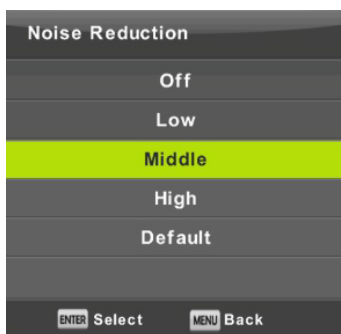 Noise Reduction
Off
Low
Middle
High
Default
ENTER Select MENU Back